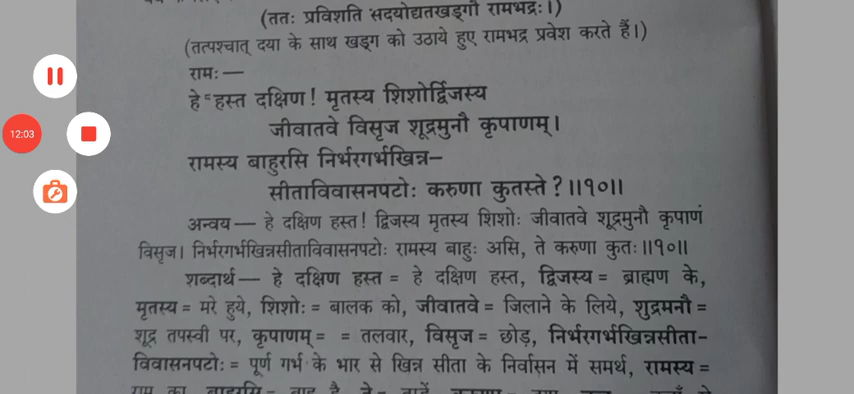 (ततः प्रविशति सदयोद्यतखड्गो रामभद्रः।)
(तत्पश्चात् दया के साथ खड्ग को उठाये हुए रामभद्र प्रवेश करते हैं।)
रामः —
हे हस्त दक्षिण! मृतस्य शिशोर्द्विजस्य
जीवातवे विसृज शूद्रमुनौ कृपाणम्।
12:03
रामस्य बाहुरसि निर्भरगर्भखिन्न–
सीताविवासनपटोः करुणा कुतस्ते?॥१०॥
अन्वय — हे दक्षिण हस्त! द्विजस्य मृतस्य शिशोः जीवातवे शूद्रमुनौ कृपाणं
विसृज। निर्भरगर्भखिन्नसीताविवासनपटोः रामस्य बाहुः असि, ते करुणा कुतः॥१०॥
शब्दार्थ — हे दक्षिण हस्त = हे दक्षिण हस्त, द्विजस्य = ब्राह्मण के,
मृतस्य = मरे हुये, शिशोः = बालक को, जीवातवे = जिलाने के लिये, शुद्रमनौ =
शूद्र तपस्वी पर, कृपाणम् = = तलवार, विसृज = छोड़, निर्भरगर्भखिन्नसीता–
विवासनपटोः = पूर्ण गर्भ के भार से खिन्न सीता के निर्वासन में समर्थ, रामस्य =